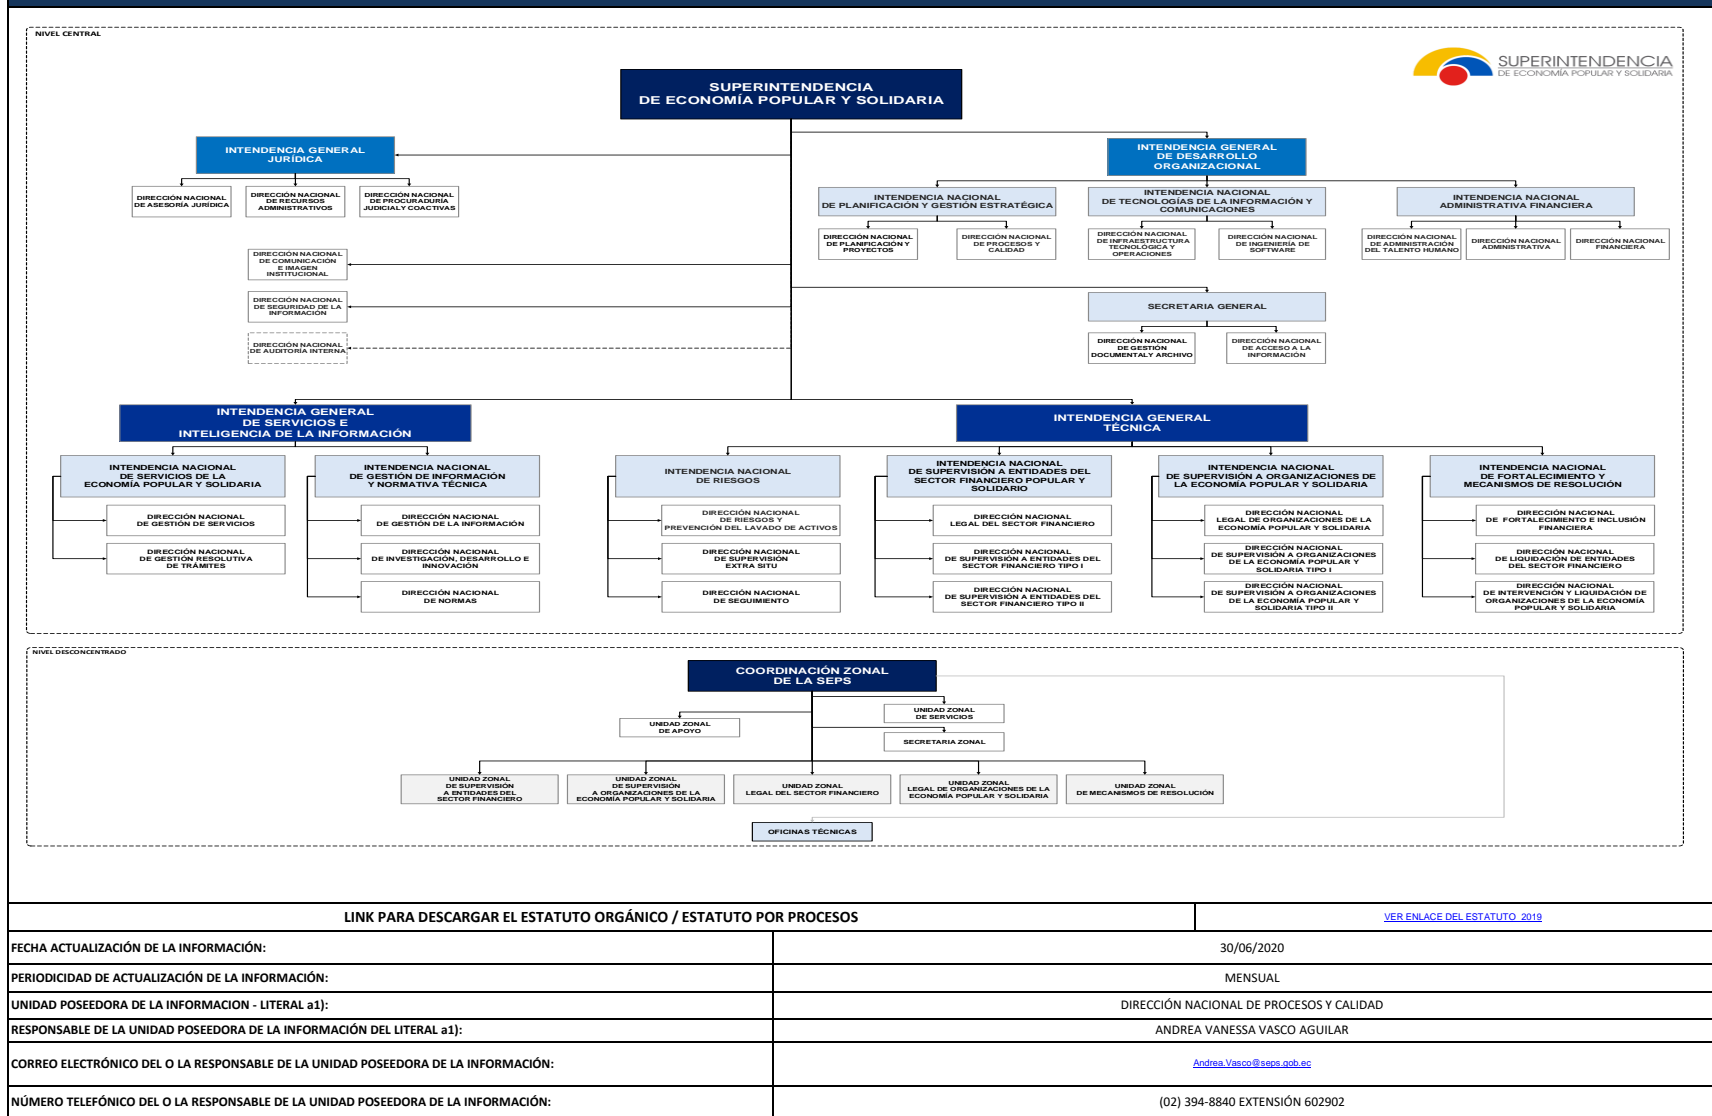 NIVEL CENTRAL
SUPERINTENDENCIA
DE ECONOMÍA POPULAR Y SOLIDARIA
SUPERINTENDENCIA
DE ECONOMÍA POPULAR Y SOLIDARIA
INTENDENCIA GENERAL
JURÍDICA
INTENDENCIA GENERAL
DE DESARROLLO
ORGANIZACIONAL
DIRECCIÓN NACIONAL
DE ASESORÍA JURÍDICA
DIRECCIÓN NACIONAL
DE RECURSOS
ADMINISTRATIVOS
DIRECCIÓN NACIONAL
DE PROCURADURÍA
JUDICIAL Y COACTIVAS
INTENDENCIA NACIONAL
DE PLANIFICACIÓN Y GESTIÓN ESTRATÉGICA
INTENDENCIA NACIONAL
DE TECNOLOGÍAS DE LA INFORMACIÓN Y
COMUNICACIONES
INTENDENCIA NACIONAL
ADMINISTRATIVA FINANCIERA
DIRECCIÓN NACIONAL
DE PLANIFICACIÓN Y
PROYECTOS
DIRECCIÓN NACIONAL
DE PROCESOS Y
CALIDAD
DIRECCIÓN NACIONAL
DE INFRAESTRUCTURA
TECNOLÓGICA Y
OPERACIONES
DIRECCIÓN NACIONAL
DE INGENIERÍA DE
SOFTWARE
DIRECCIÓN NACIONAL
DE ADMINISTRACIÓN
DEL TALENTO HUMANO
DIRECCIÓN NACIONAL
ADMINISTRATIVA
DIRECCIÓN NACIONAL
FINANCIERA
DIRECCIÓN NACIONAL
DE COMUNICACIÓN
E IMAGEN
INSTITUCIONAL
DIRECCIÓN NACIONAL
DE SEGURIDAD DE LA
INFORMACIÓN
DIRECCIÓN NACIONAL
DE AUDITORÍA INTERNA
SECRETARIA GENERAL
DIRECCIÓN NACIONAL
DE GESTIÓN
DOCUMENTAL Y ARCHIVO
DIRECCIÓN NACIONAL
DE ACCESO A LA
INFORMACIÓN
INTENDENCIA GENERAL
DE SERVICIOS E
INTELIGENCIA DE LA INFORMACIÓN
INTENDENCIA GENERAL
TÉCNICA
INTENDENCIA NACIONAL
DE SERVICIOS DE LA
ECONOMÍA POPULAR Y SOLIDARIA
INTENDENCIA NACIONAL
DE GESTIÓN DE INFORMACIÓN
Y NORMATIVA TÉCNICA
INTENDENCIA NACIONAL
DE RIESGOS
INTENDENCIA NACIONAL
DE SUPERVISIÓN A ENTIDADES DEL
SECTOR FINANCIERO POPULAR Y
SOLIDARIO
INTENDENCIA NACIONAL
DE SUPERVISIÓN A ORGANIZACIONES DE
LA ECONOMÍA POPULAR Y SOLIDARIA
INTENDENCIA NACIONAL
DE FORTALECIMIENTO Y
MECANISMOS DE RESOLUCIÓN
DIRECCIÓN NACIONAL
DE GESTIÓN DE SERVICIOS
DIRECCIÓN NACIONAL
DE GESTIÓN DE LA INFORMACIÓN
DIRECCIÓN NACIONAL
DE RIESGOS Y
PREVENCIÓN DEL LAVADO DE ACTIVOS
DIRECCIÓN NACIONAL
LEGAL DEL SECTOR FINANCIERO
DIRECCIÓN NACIONAL
LEGAL DE ORGANIZACIONES DE LA
ECONOMÍA POPULAR Y SOLIDARIA
DIRECCIÓN NACIONAL
DE FORTALECIMIENTO E INCLUSIÓN
FINANCIERA
DIRECCIÓN NACIONAL
DE GESTIÓN RESOLUTIVA
DE TRÁMITES
DIRECCIÓN NACIONAL
DE INVESTIGACIÓN, DESARROLLO E
INNOVACIÓN
DIRECCIÓN NACIONAL
DE SUPERVISIÓN
EXTRA SITU
DIRECCIÓN NACIONAL
DE SUPERVISIÓN A ENTIDADES DEL
SECTOR FINANCIERO TIPO I
DIRECCIÓN NACIONAL
DE SUPERVISIÓN A ORGANIZACIONES
DE LA ECONOMÍA POPULAR Y
SOLIDARIA TIPO I
DIRECCIÓN NACIONAL
DE LIQUIDACIÓN DE ENTIDADES
DEL SECTOR FINANCIERO
DIRECCIÓN NACIONAL
DE NORMAS
DIRECCIÓN NACIONAL
DE SEGUIMIENTO
DIRECCIÓN NACIONAL
DE SUPERVISIÓN A ENTIDADES DEL
SECTOR FINANCIERO TIPO II
DIRECCIÓN NACIONAL
DE SUPERVISIÓN A ORGANIZACIONES
DE LA ECONOMÍA POPULAR Y
SOLIDARIA TIPO II
DIRECCIÓN NACIONAL
DE INTERVENCIÓN Y LIQUIDACIÓN DE
ORGANIZACIONES DE LA ECONOMÍA
POPULAR Y SOLIDARIA
NIVEL DESCONCENTRADO
COORDINACIÓN ZONAL
DE LA SEPS
UNIDAD ZONAL
DE APOYO
UNIDAD ZONAL
DE SERVICIOS
SECRETARIA ZONAL
UNIDAD ZONAL
DE SUPERVISIÓN
A ENTIDADES DEL
SECTOR FINANCIERO
UNIDAD ZONAL
DE SUPERVISIÓN
A ORGANIZACIONES DE LA
ECONOMÍA POPULAR Y SOLIDARIA
UNIDAD ZONAL
LEGAL DEL SECTOR FINANCIERO
UNIDAD ZONAL
LEGAL DE ORGANIZACIONES DE LA
ECONOMÍA POPULAR Y SOLIDARIA
UNIDAD ZONAL
DE MECANISMOS DE RESOLUCIÓN
OFICINAS TÉCNICAS
LINK PARA DESCARGAR EL ESTATUTO ORGÁNICO / ESTATUTO POR PROCESOS
VER ENLACE DEL ESTATUTO 2019
FECHA ACTUALIZACIÓN DE LA INFORMACIÓN:
30/06/2020
PERIODICIDAD DE ACTUALIZACIÓN DE LA INFORMACIÓN:
MENSUAL
UNIDAD POSEEDORA DE LA INFORMACION - LITERAL a1):
DIRECCIÓN NACIONAL DE PROCESOS Y CALIDAD
RESPONSABLE DE LA UNIDAD POSEEDORA DE LA INFORMACIÓN DEL LITERAL a1):
ANDREA VANESSA VASCO AGUILAR
CORREO ELECTRÓNICO DEL O LA RESPONSABLE DE LA UNIDAD POSEEDORA DE LA INFORMACIÓN:
Andrea.Vasco@seps.gob.ec
NÚMERO TELEFÓNICO DEL O LA RESPONSABLE DE LA UNIDAD POSEEDORA DE LA INFORMACIÓN:
(02) 394-8840 EXTENSIÓN 602902